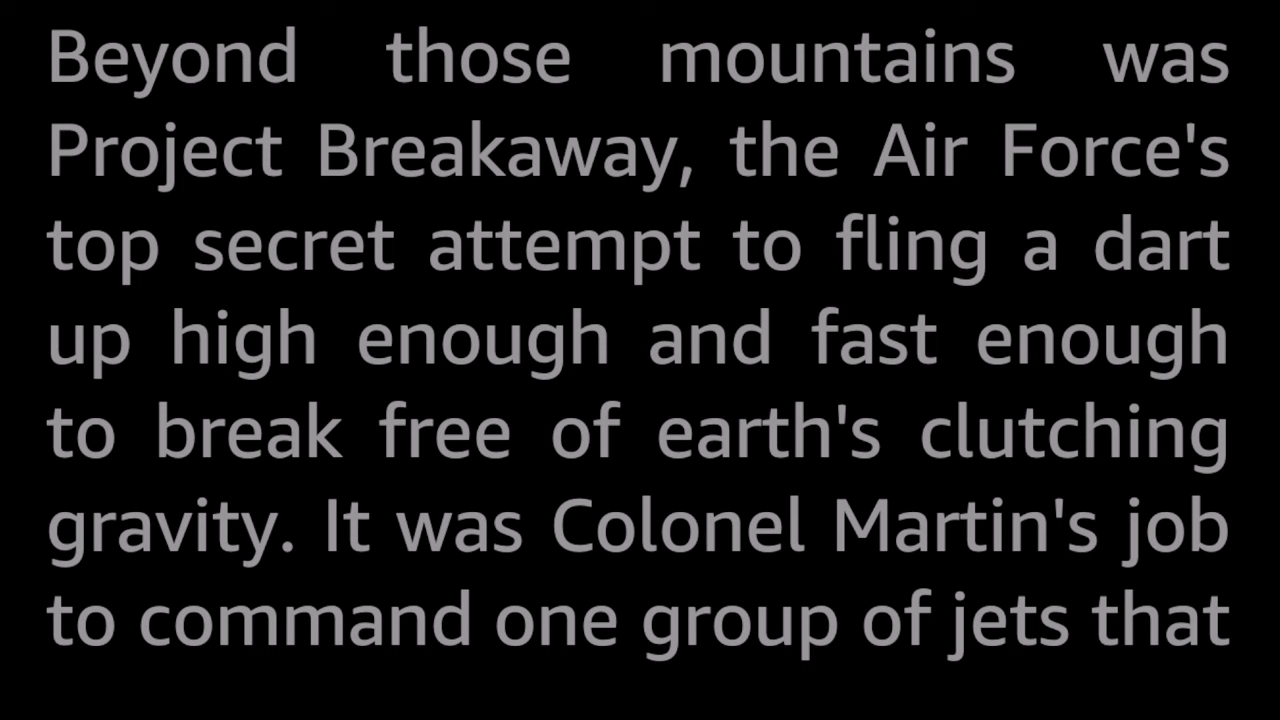 Beyond those mountains was
Project Breakaway, the Air Force's
top secret attempt to fling a dart
up high enough and fast enough
to break free of earth's clutching
gravity. It was Colonel Martin's job
to command one group of jets that